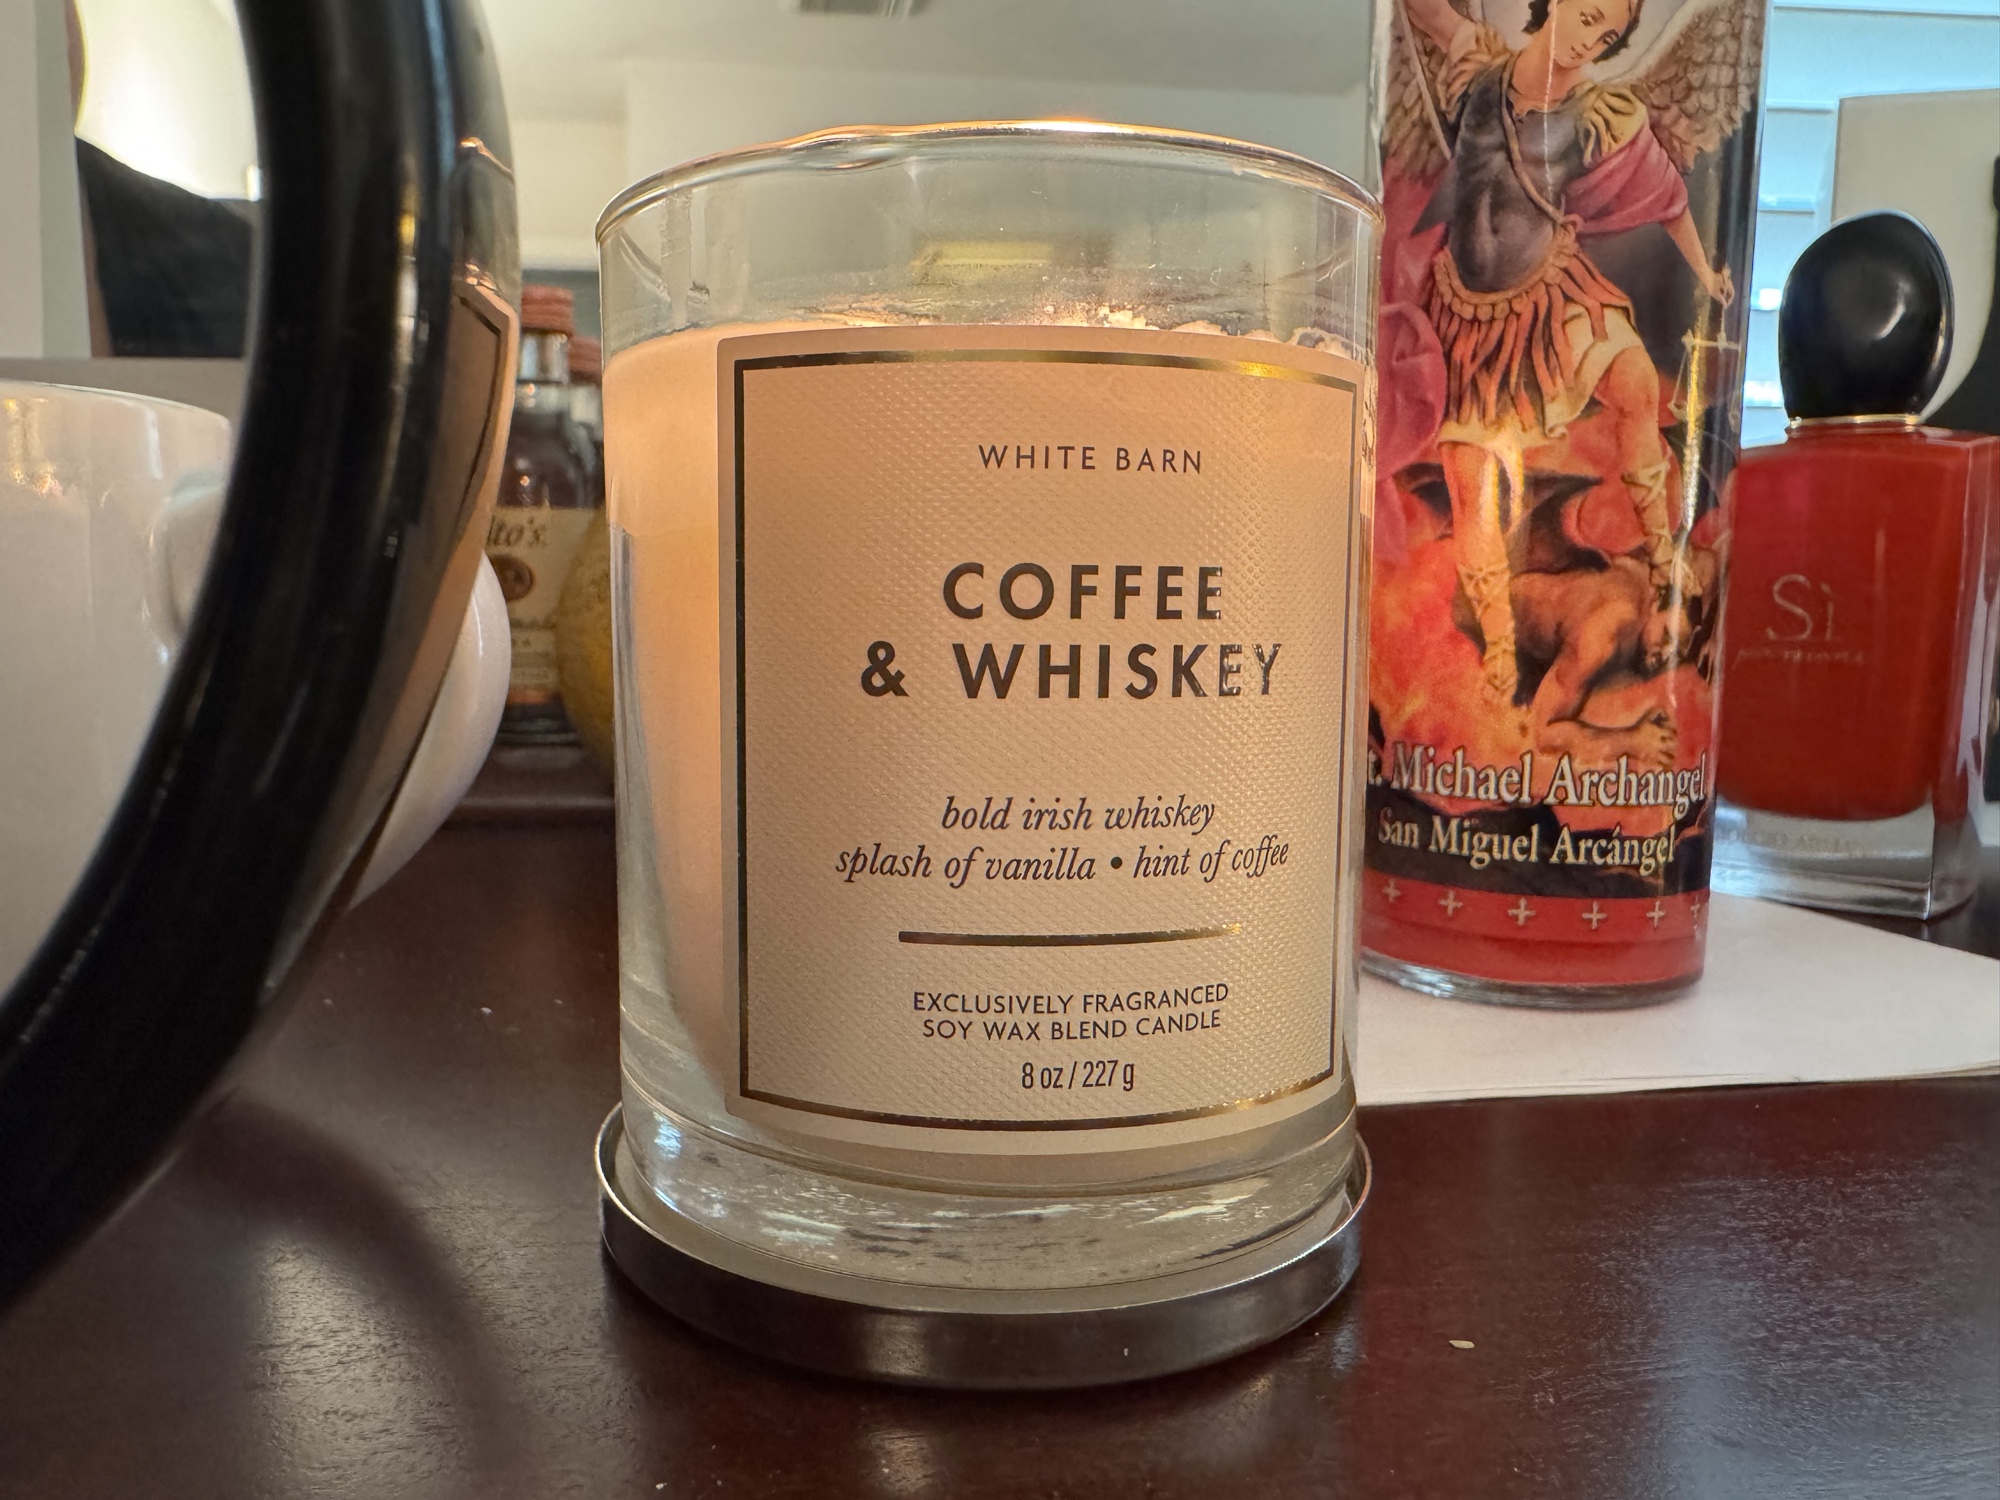 WHITE BARN
COFFEE
& WHISKEY
bold irish whiskey
splash of vanilla • hint of coffee
EXCLUSIVELY FRAGRANCED
SOY WAX BLEND CANDLE
8 oz / 227 g
Michael Archangel
San Miguel Arcángel
Sì